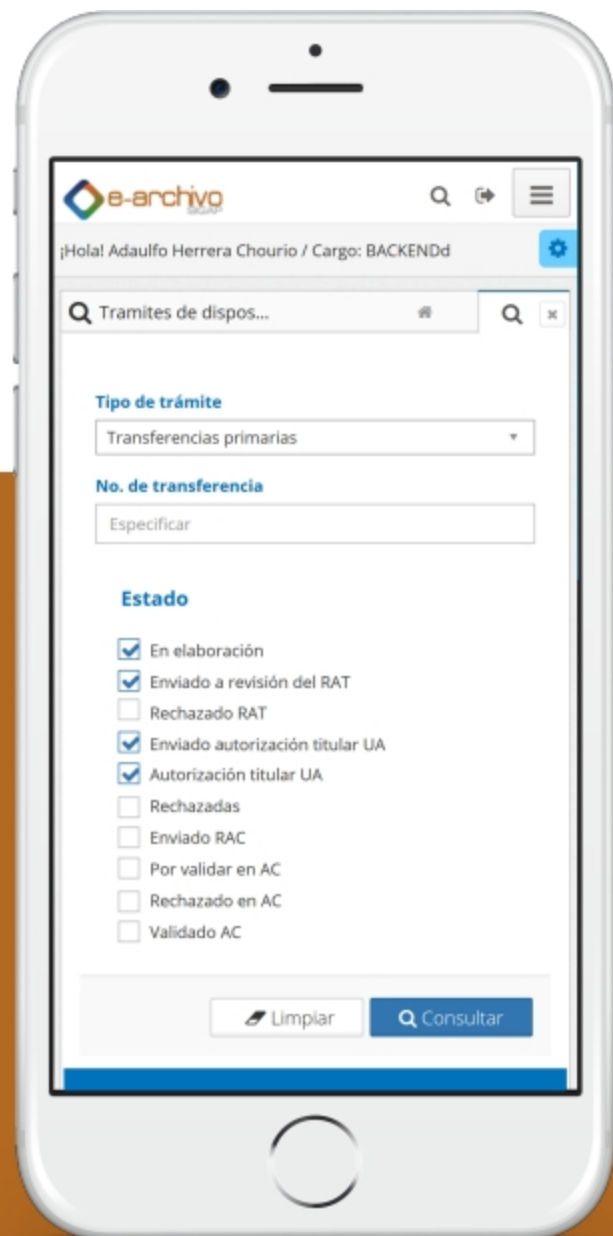 e-archivo
SIGAP
¡Hola! Adaulfo Herrera Chourio / Cargo: BACKENDd
Tramites de dispos...
Tipo de trámite
Transferencias primarias
No. de transferencia
Especificar
Estado
En elaboración
Enviado a revisión del RAT
Rechazado RAT
Enviado autorización titular UA
Autorización titular UA
Rechazadas
Enviado RAC
Por validar en AC
Rechazado en AC
Validado AC
Limpiar
Consultar